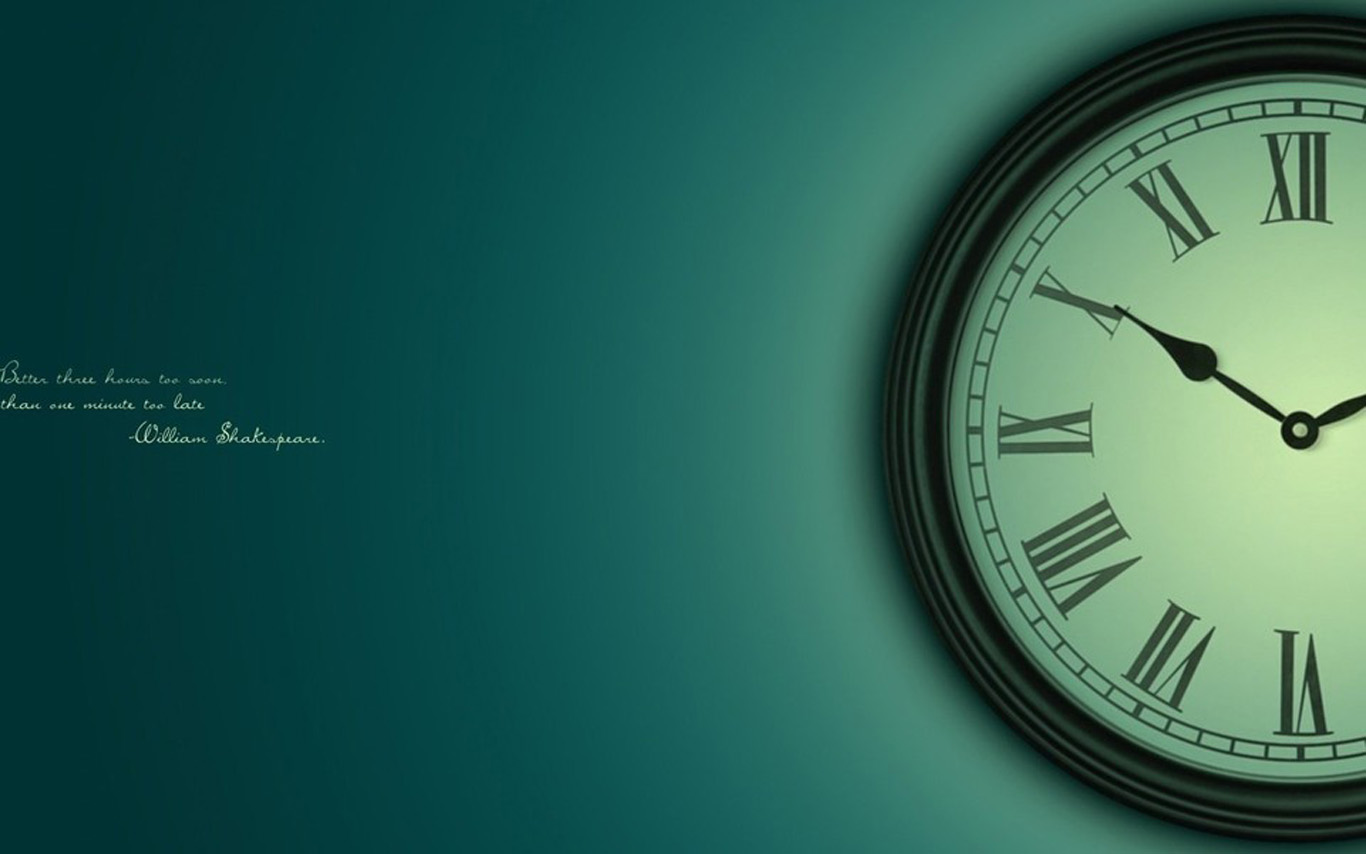 Better three hours too soon,
than one minute too late
-William Shakespeare.
XII
XI
X
IX
VIII
VII
VI